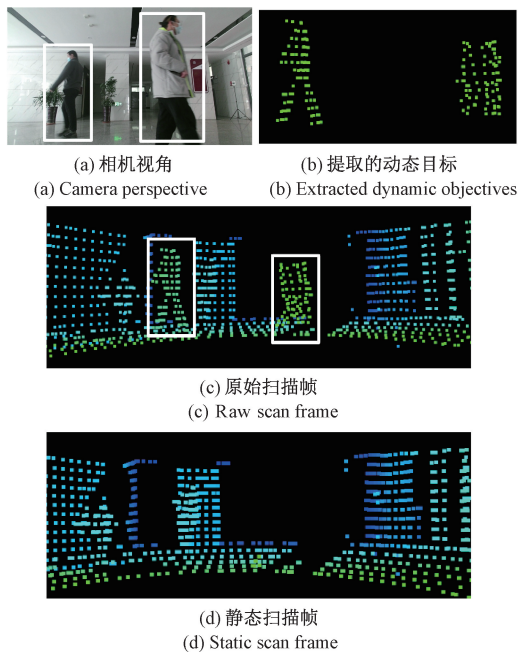 (a) 相机视角
(a) Camera perspective
(b) 提取的动态目标
(b) Extracted dynamic objectives
(c) 原始扫描帧
(c) Raw scan frame
(d) 静态扫描帧
(d) Static scan frame